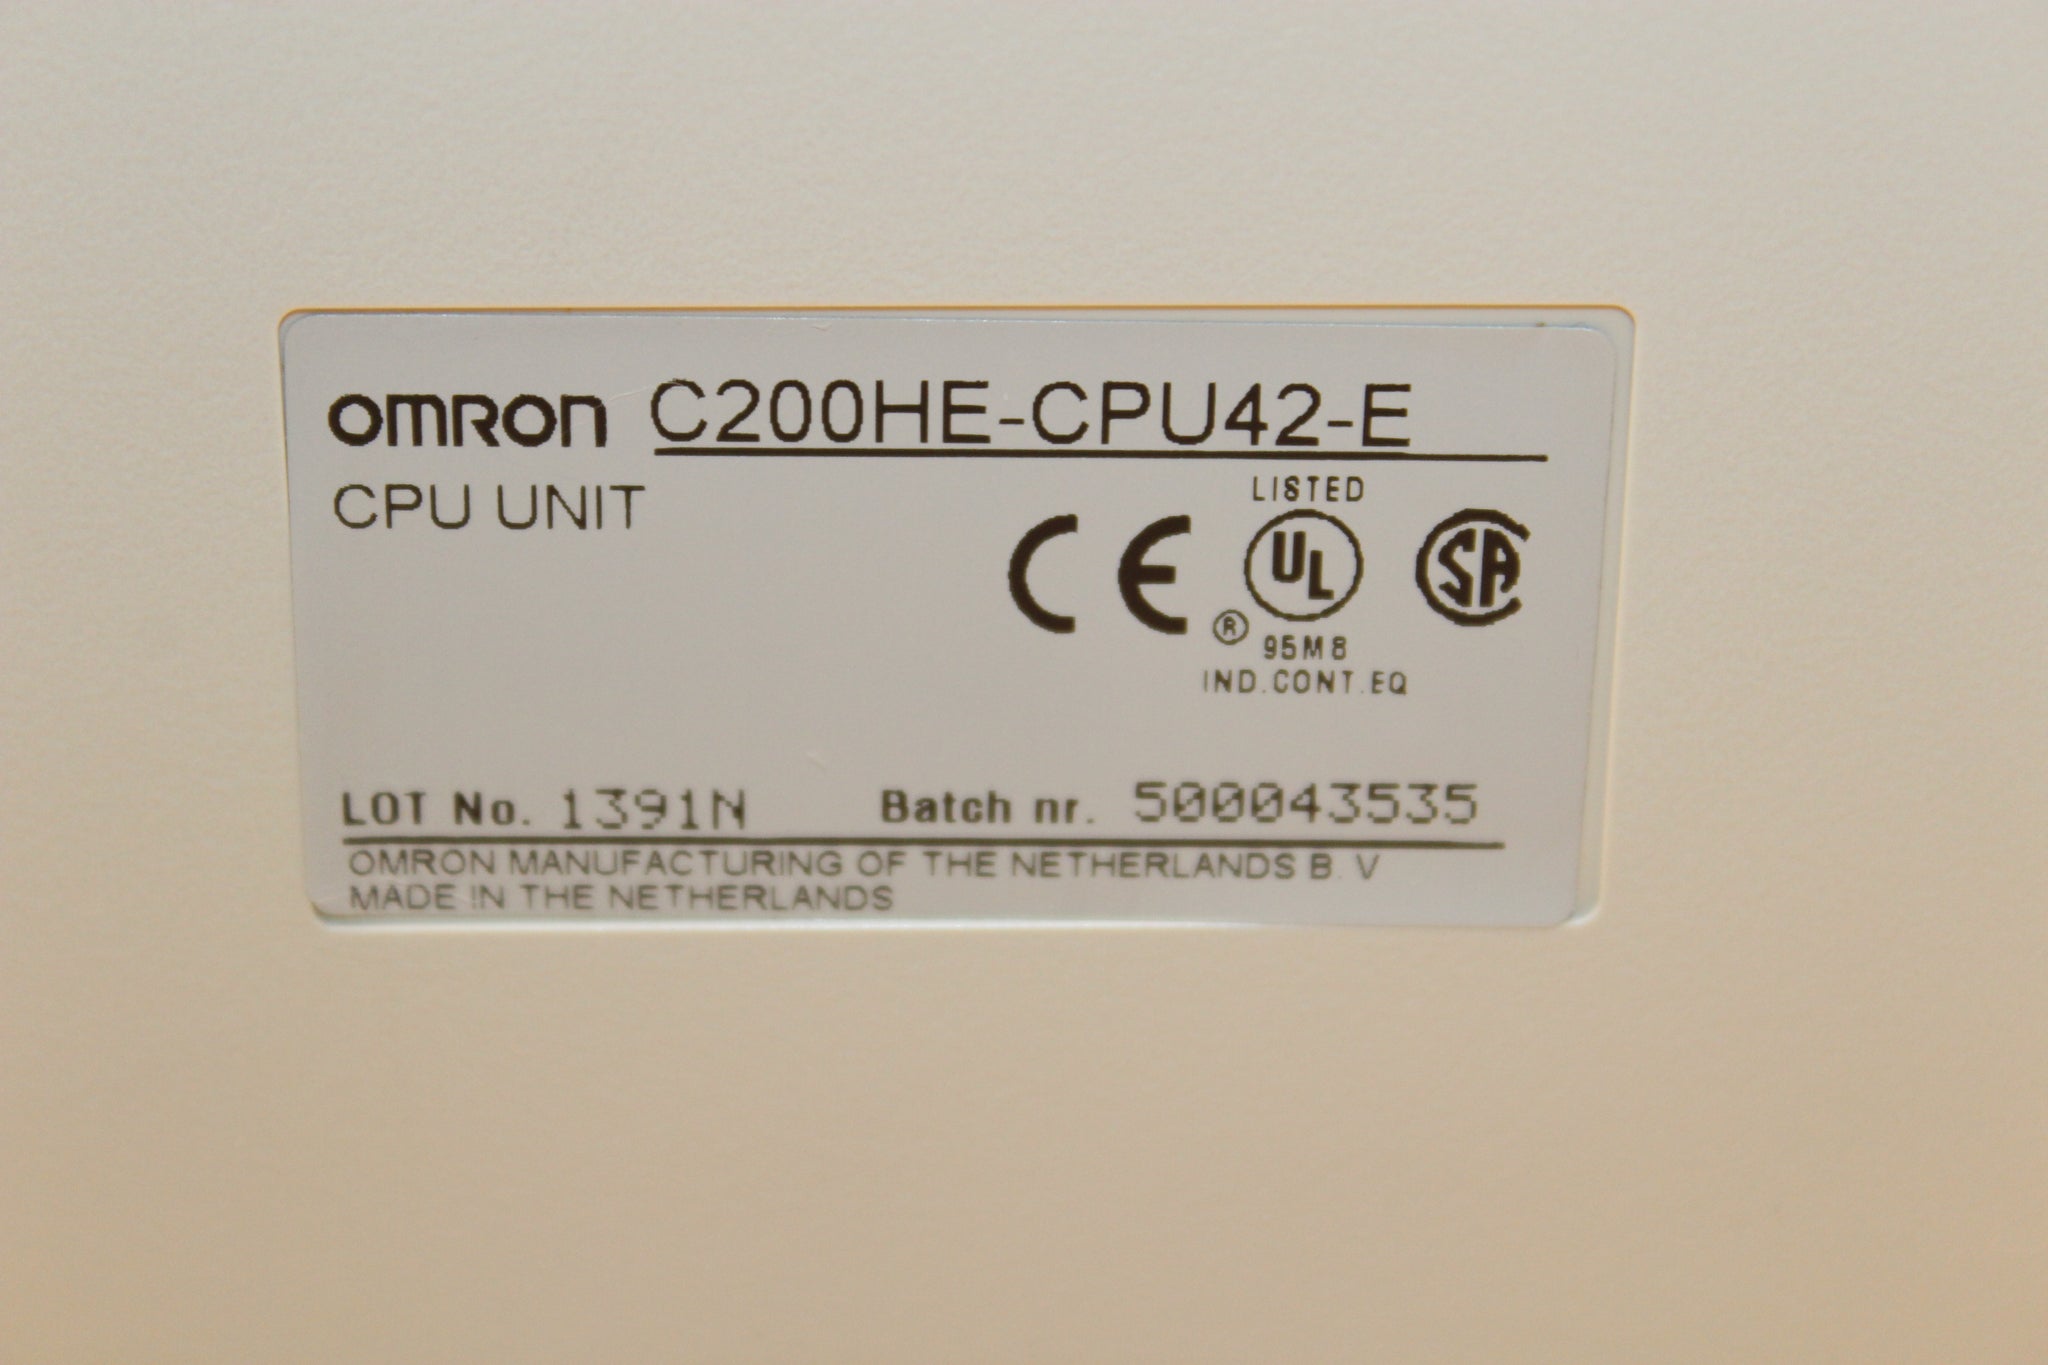 omron C200HE-CPU42-E
CPU UNIT
LISTED
CE UL SA
® 95M8
IND.CONT.EQ
LOT No. 1391N Batch nr. 500043535
OMRON MANUFACTURING OF THE NETHERLANDS B.V
MADE IN THE NETHERLANDS